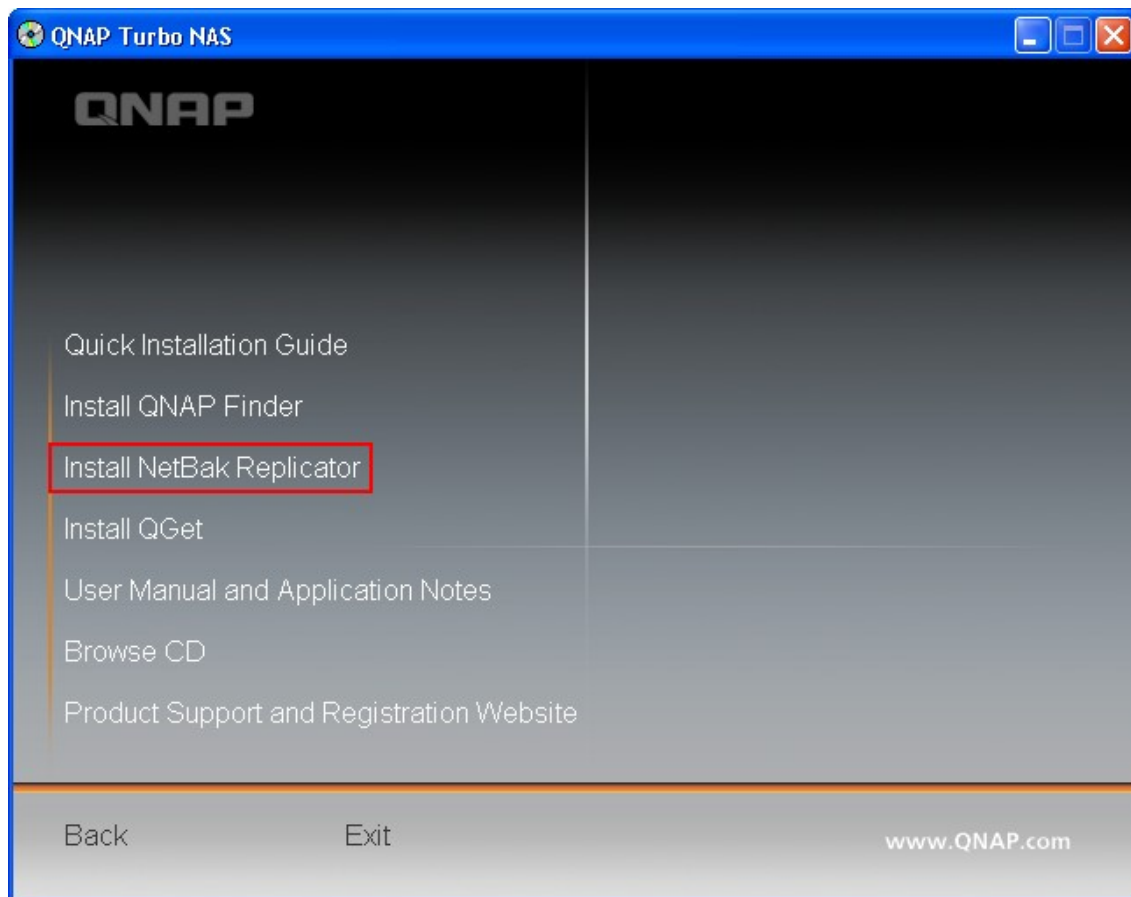 QNAP Turbo NAS
QNAP
Quick Installation Guide
Install QNAP Finder
Install NetBak Replicator
Install QGet
User Manual and Application Notes
Browse CD
Product Support and Registration Website
Back Exit www.QNAP.com